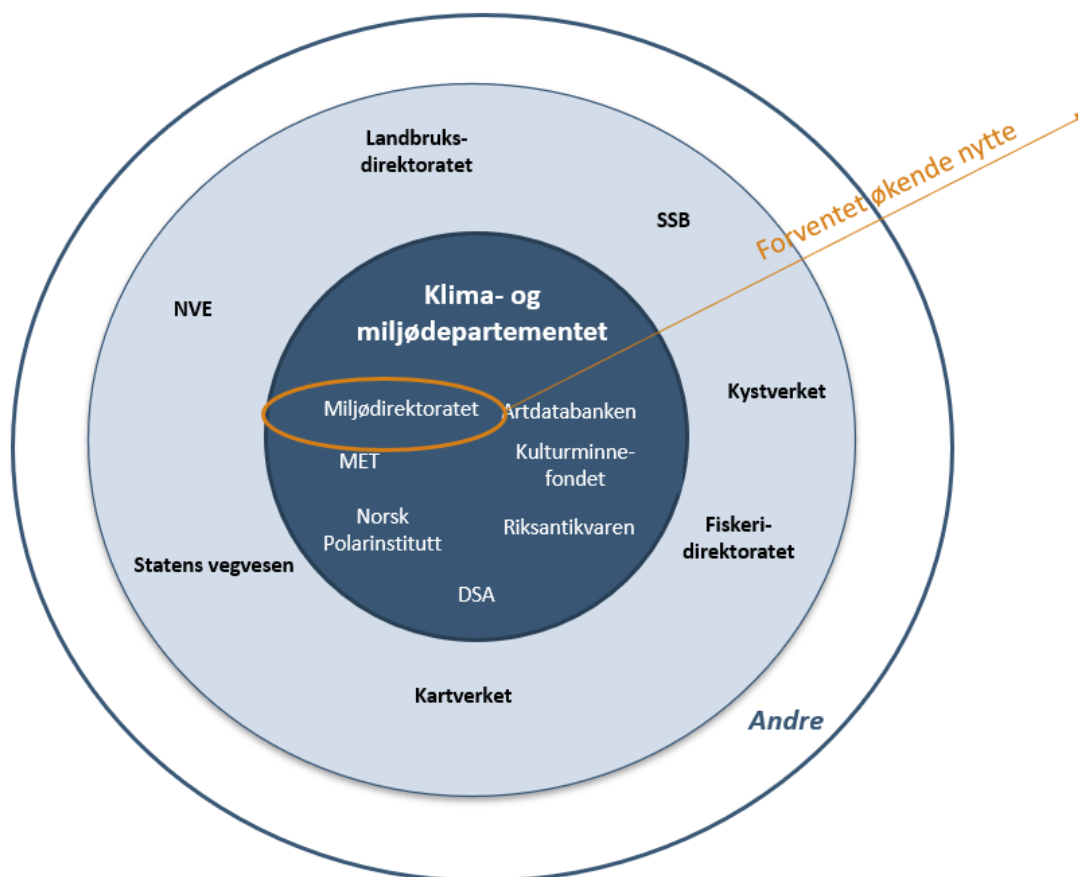 Landbruks-
direktoratet
SSB
Forventet økende nytte
NVE
Klima- og
miljødepartementet
Kystverket
Miljødirektoratet
Artdatabanken
MET
Kulturminne-
fondet
Norsk
Polarinstitutt
Riksantikvaren
Fiskeri-
direktoratet
Statens vegvesen
DSA
Kartverket
Andre